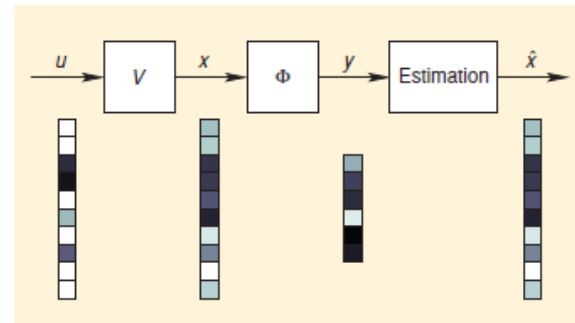 u V x Φ y Estimation x̂